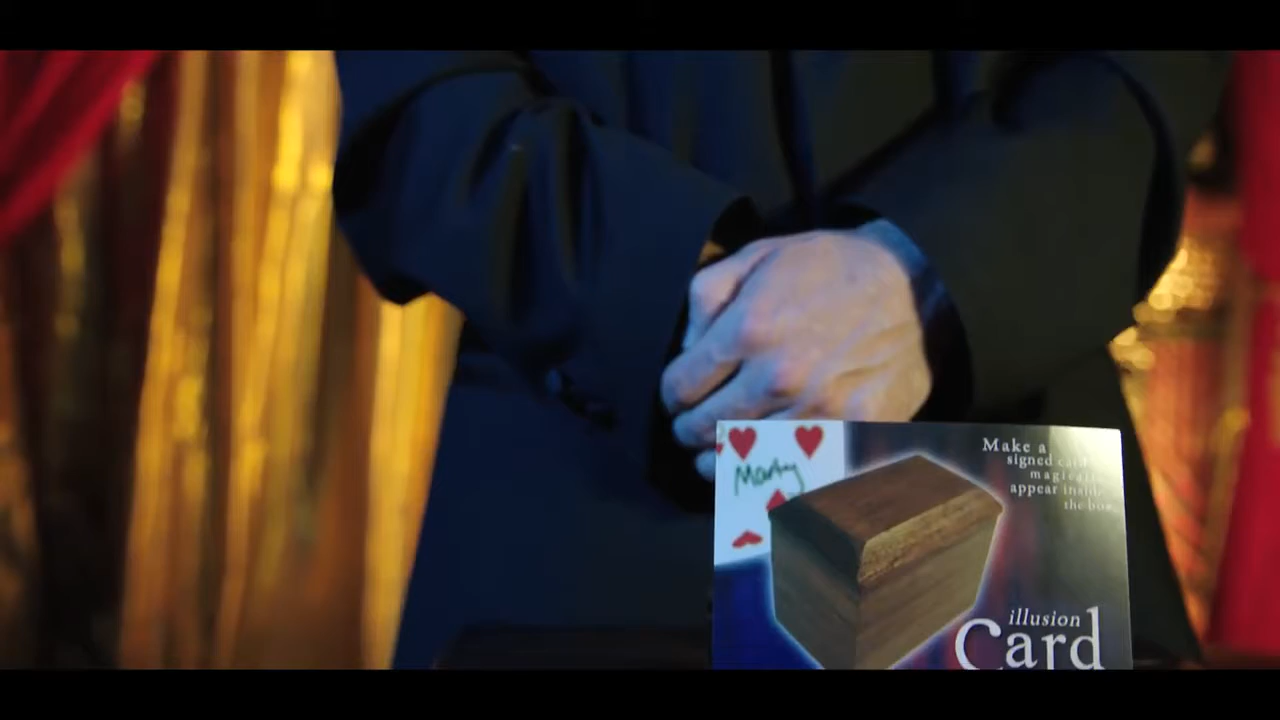 Marty
Make a
signed card
magically
appear inside
the box
illusion
Card